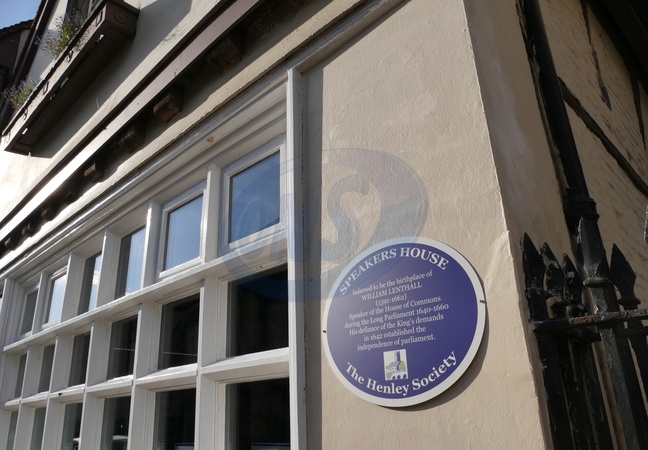 SPEAKERS HOUSE
believed to be the birthplace of
WILLIAM LENTHALL
(1591-1662)
Speaker of the House of Commons
during the Long Parliament 1640-1660
His defiance of the King's demands
in 1642 established the
independence of parliament.
The Henley Society